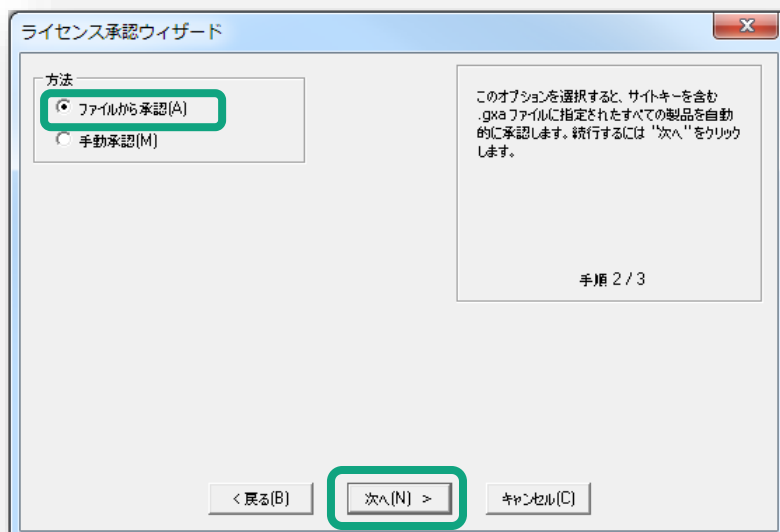 ライセンス承認ウィザード
方法
ファイルから承認(A)
手動承認(M)
このオプションを選択すると、サイトキーを含む
.gxa ファイルに指定されたすべての製品を自動
的に承認します。続行するには "次へ" をクリック
します。
手順 2 / 3
< 戻る(B)
次へ(N) >
キャンセル(C)